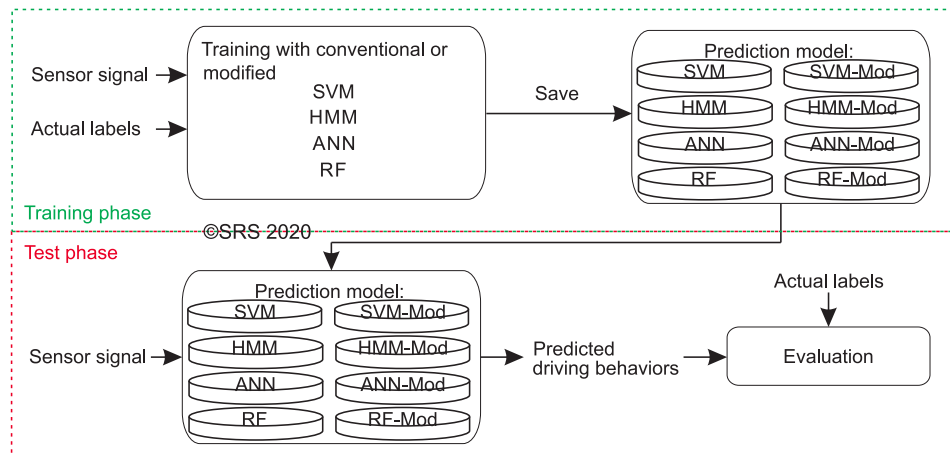 Training with conventional or
modified
SVM
HMM
ANN
RF
Sensor signal
Actual labels
Save
Prediction model:
SVM SVM-Mod
HMM HMM-Mod
ANN ANN-Mod
RF RF-Mod
Training phase
©SRS 2020
Test phase
Prediction model:
SVM SVM-Mod
HMM HMM-Mod
ANN ANN-Mod
RF RF-Mod
Sensor signal
Predicted
driving behaviors
Actual labels
Evaluation